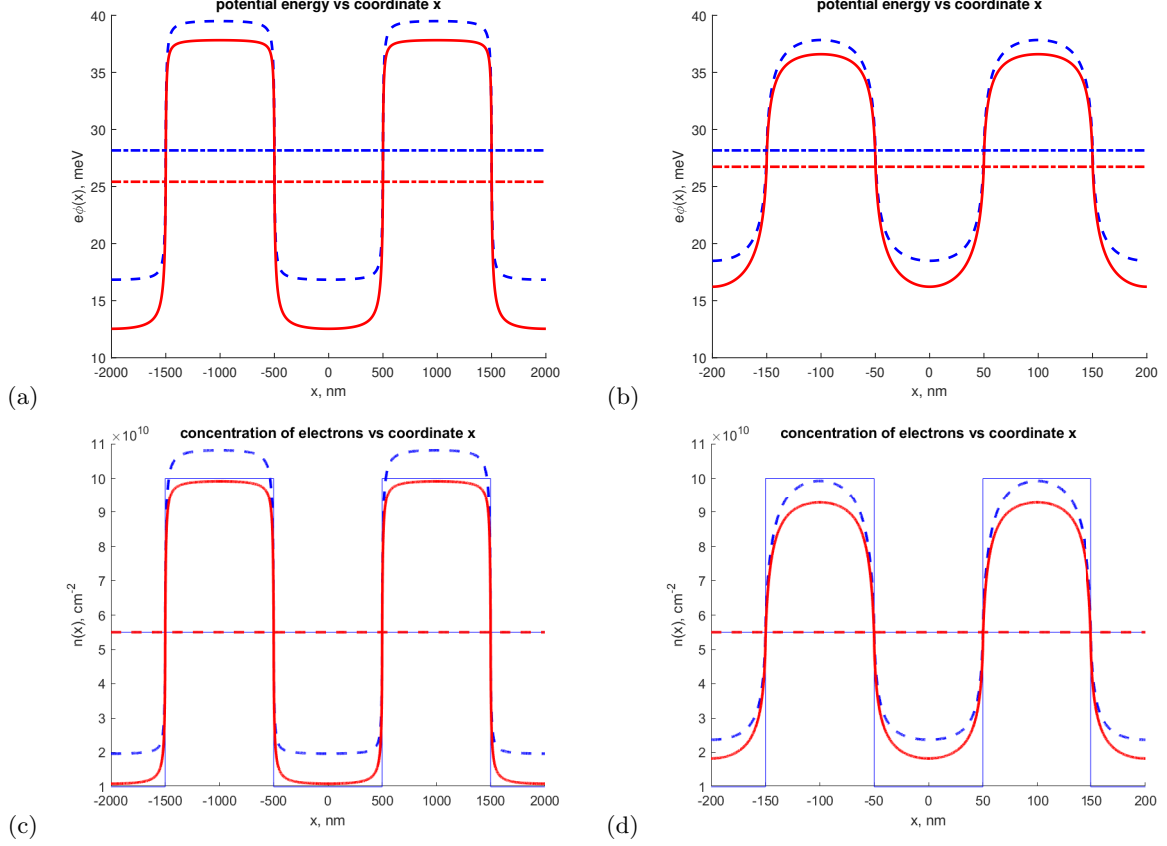 potential energy vs coordinate x
40
35
30
25
20
15
10
eϕ(x), meV
-2000 -1500 -1000 -500 0 500 1000 1500 2000
x, nm
(a)
potential energy vs coordinate x
40
35
30
25
20
15
10
eϕ(x), meV
-200 -150 -100 -50 0 50 100 150 200
x, nm
(b)
concentration of electrons vs coordinate x
×10^10
11
10
9
8
7
6
5
4
3
2
1
n(x), cm^-2
-2000 -1500 -1000 -500 0 500 1000 1500 2000
x, nm
(c)
concentration of electrons vs coordinate x
×10^10
11
10
9
8
7
6
5
4
3
2
1
n(x), cm^-2
-200 -150 -100 -50 0 50 100 150 200
x, nm
(d)